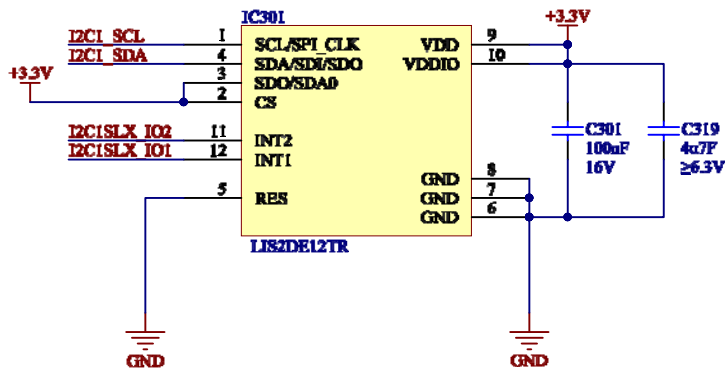 IC301
+3.3V
I2C1_SCL 1 SCL/SPI_CLK VDD 9
I2C1_SDA 4 SDA/SDI/SDO VDDIO 10
+3.3V 3 SDO/SDA0
2 CS
I2C1SLX_IO2 11 INT2
I2C1SLX_IO1 12 INT1
C301
100uF
16V
C319
4u7F
≥6.3V
GND 8
5 RES GND 7
GND 6
LIS2DE12TR
GND
GND